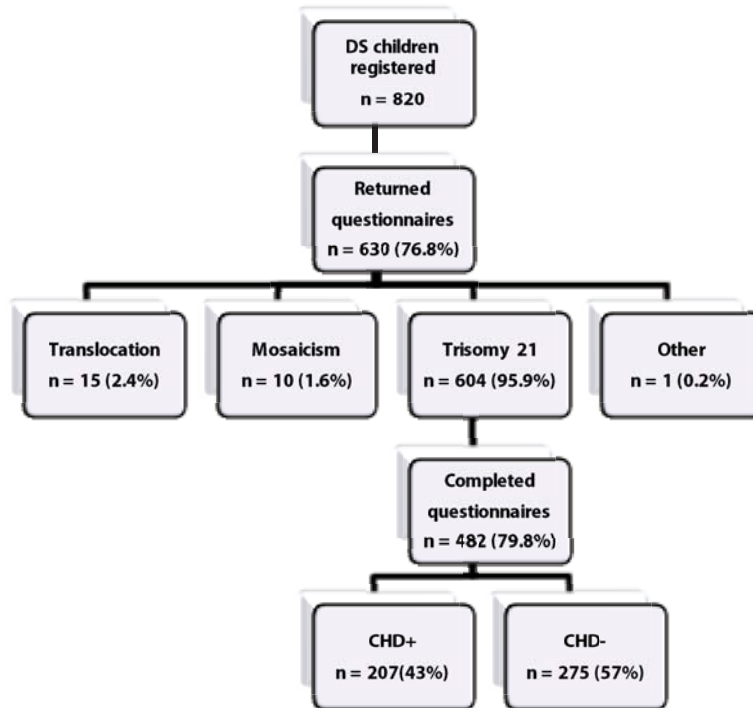 DS children
registered
n = 820
Returned
questionnaires
n = 630 (76.8%)
Translocation
n = 15 (2.4%)
Mosaicism
n = 10 (1.6%)
Trisomy 21
n = 604 (95.9%)
Other
n = 1 (0.2%)
Completed
questionnaires
n = 482 (79.8%)
CHD+
n = 207(43%)
CHD-
n = 275 (57%)